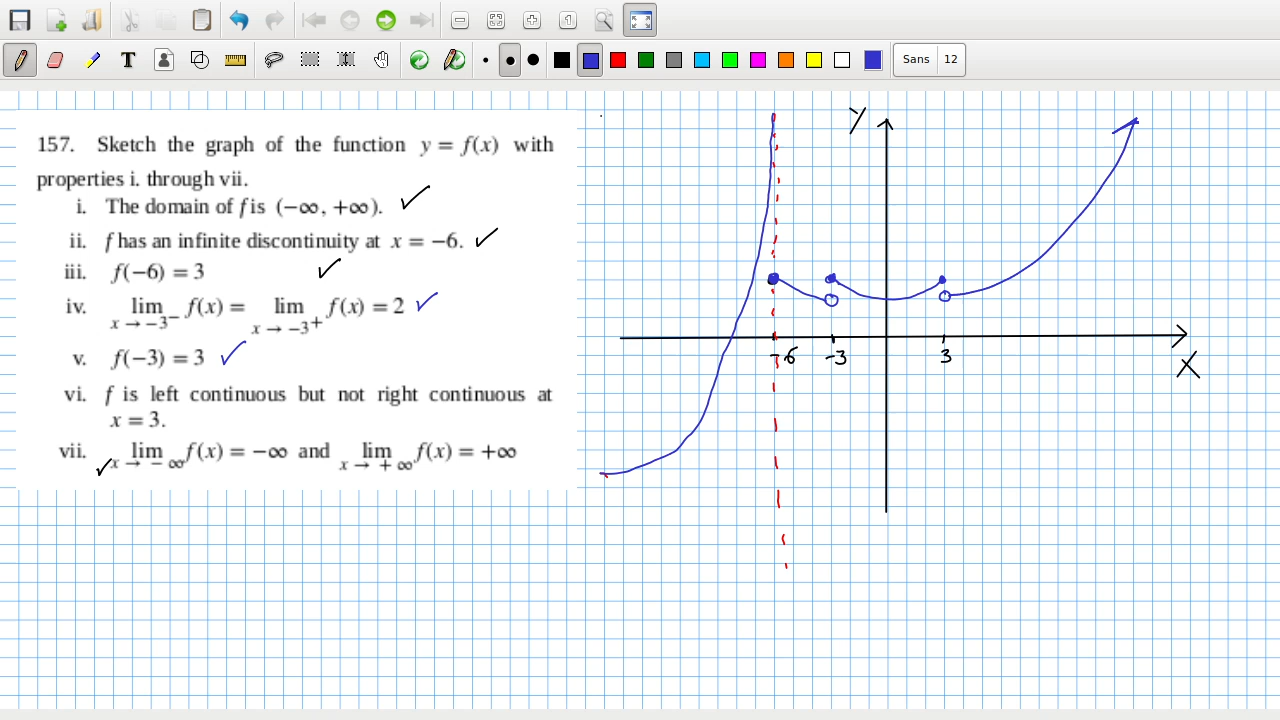 Sans 12
157. Sketch the graph of the function y = f(x) with
properties i. through vii.
i. The domain of f is (−∞, +∞).
ii. f has an infinite discontinuity at x = −6.
iii. f(−6) = 3
iv. lim x → −3⁻ f(x) = lim x → −3⁺ f(x) = 2
v. f(−3) = 3
vi. f is left continuous but not right continuous at
x = 3.
vii. lim x → − ∞ f(x) = −∞ and lim x → + ∞ f(x) = +∞
y
-6 -3 3
X